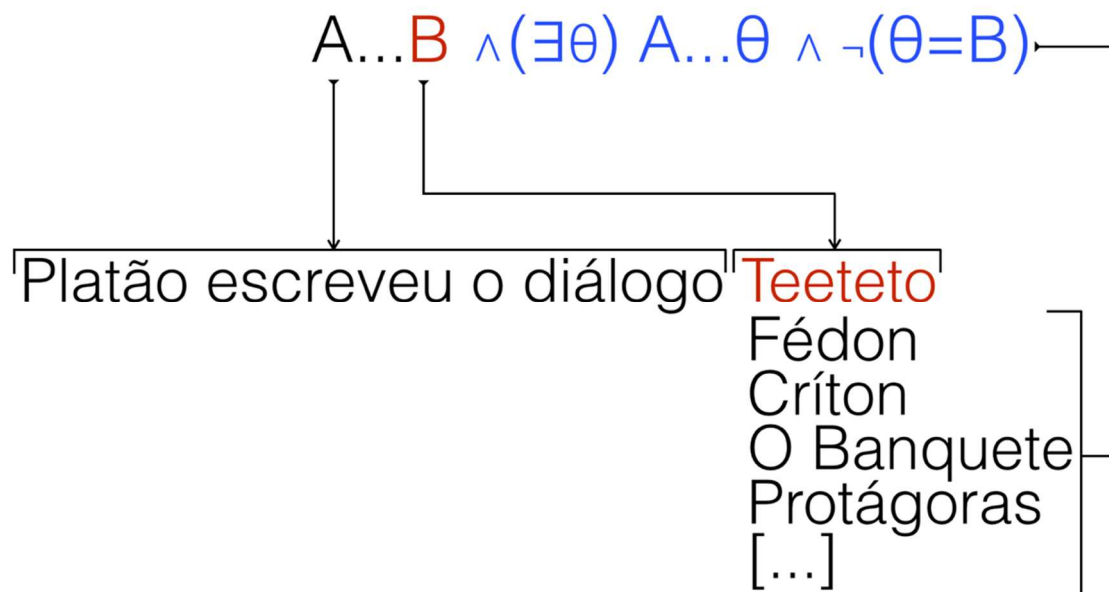 A...B ∧(∃θ) A...θ ∧ ¬(θ=B)
Platão escreveu o diálogo Teeteto
Fédon
Críton
O Banquete
Protágoras
[...]